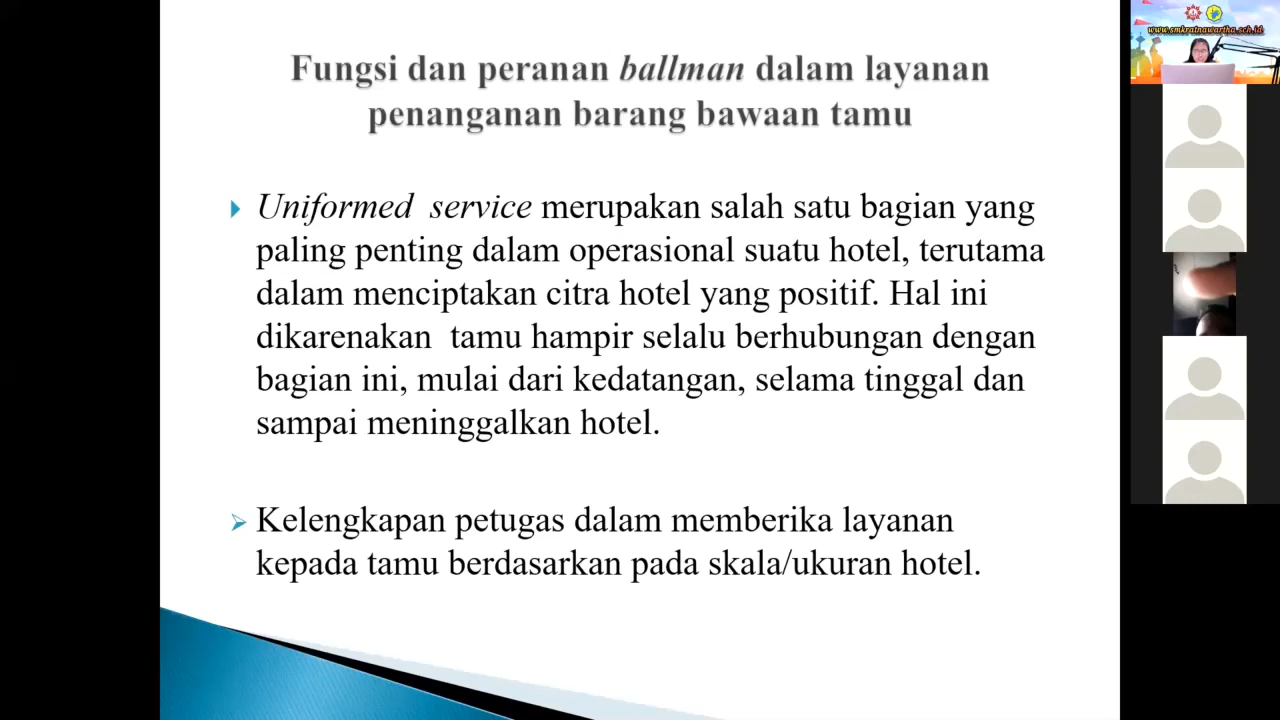 Fungsi dan peranan ballman dalam layanan
penanganan barang bawaan tamu
Uniformed service merupakan salah satu bagian yang
paling penting dalam operasional suatu hotel, terutama
dalam menciptakan citra hotel yang positif. Hal ini
dikarenakan tamu hampir selalu berhubungan dengan
bagian ini, mulai dari kedatangan, selama tinggal dan
sampai meninggalkan hotel.
Kelengkapan petugas dalam memberika layanan
kepada tamu berdasarkan pada skala/ukuran hotel.
www.smkratnawartha.sch.id